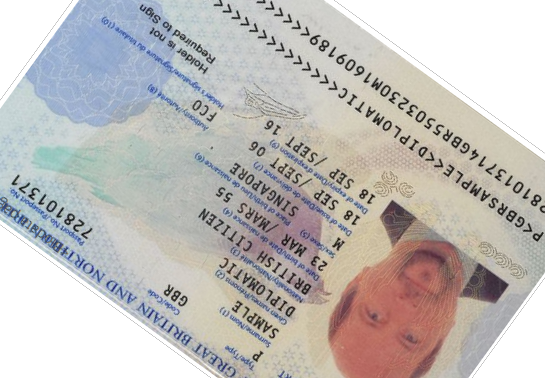 GREAT BRITAIN AND NORTHERN
Type/Type
P
Code/Code
GBR
Passport No./Passeport No.
728101371
Surname/Nom (1)
SAMPLE
Given names/Prénoms (2)
DIPLOMATIC
Nationality/Nationalité (3)
BRITISH CITIZEN
Date of birth/Date de naissance (4)
23 MAR /MARS 55
Sex/Sexe (5)
M
Place of birth/Lieu de naissance (6)
SINGAPORE
Date of issue/Date de délivrance (7)
18 SEP /SEPT 06
Authority/Autorité (8)
FCO
Date of expiry/Date d'expiration (9)
18 SEP /SEPT 16
Holder's signature/Signature du titulaire (10)
Holder is not
Required to Sign
P<GBRSAMPLE<<DIPLOMATIC<<<<<<<<<<<<<<
281013714GBR5503230M1609189<<<<<<